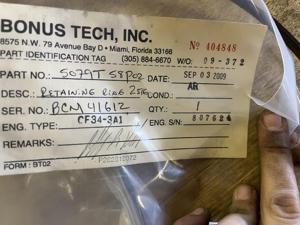 BONUS TECH, INC.
8575 N.W. 79 Avenue Bay D - Miami, Florida 33166
No 404848
PART IDENTIFICATION TAG (305) 884-6670 W/O: 09-372
PART NO.: 5079T58P02 DATE: SEP 03 2009
DESC: RETAINING RING COND: AR
SER. NO.: BCM41612 QTY.: 1
ENG. TYPE: CF34-3A1 ENG. S/N: 807624
REMARKS:
FORM: BT02